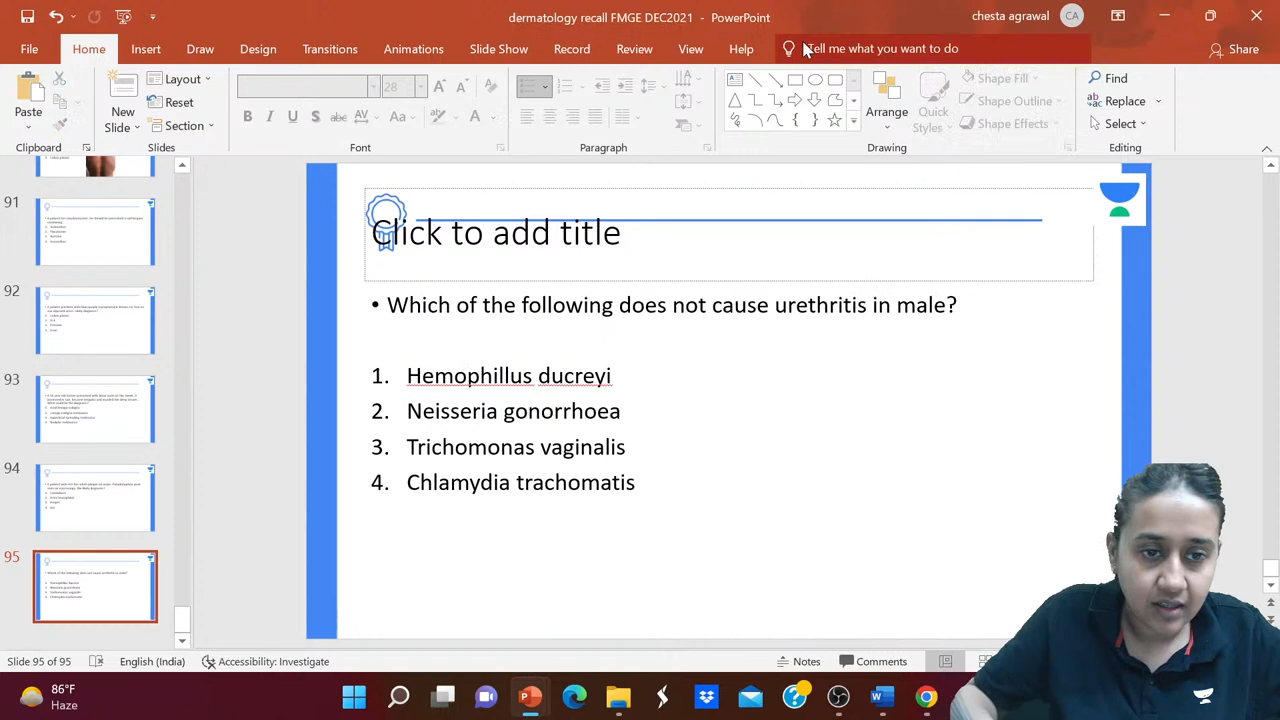 dermatology recall FMGE DEC2021 - PowerPoint
chesta agrawal
CA
File Home Insert Draw Design Transitions Animations Slide Show Record Review View Help Tell me what you want to do Share
Paste
Clipboard
New Slide
Layout
Reset
Section
Slides
28
B I U S abc AV Aa A
Font
Paragraph
Arrange
Quick Styles
Shape Fill
Shape Outline
Shape Effects
Drawing
Find
Replace
Select
Editing
91
92
93
94
95
Click to add title
• Which of the following does not cause urethritis in male?
1. Hemophillus ducreyi
2. Neisseria gonorrhoea
3. Trichomonas vaginalis
4. Chlamydia trachomatis
Slide 95 of 95 English (India) Accessibility: Investigate Notes Comments
86°F
Haze